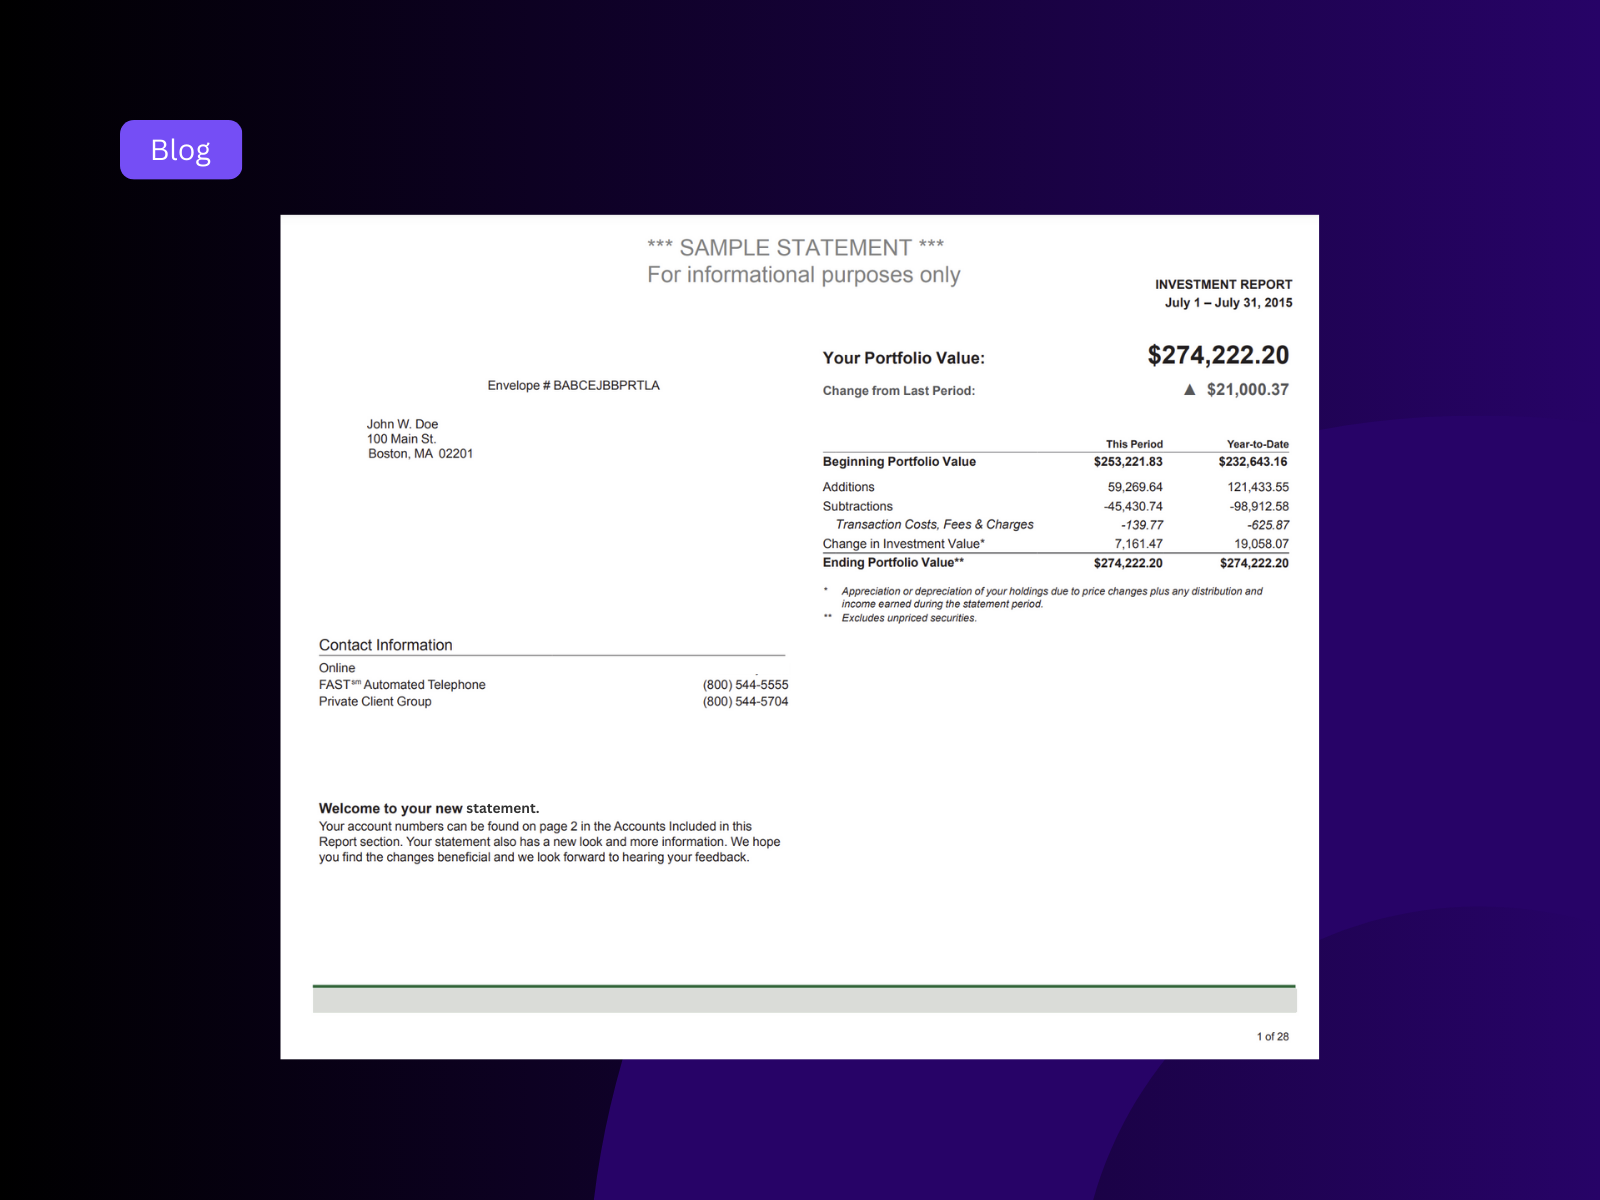 Blog
*** SAMPLE STATEMENT ***
For informational purposes only
INVESTMENT REPORT
July 1 – July 31, 2015
Your Portfolio Value: $274,222.20
Change from Last Period: ▲ $21,000.37
Envelope # BABCEJBBPRTLA
John W. Doe
100 Main St.
Boston, MA 02201
This Period Year-to-Date
Beginning Portfolio Value $253,221.83 $232,643.16
Additions 59,269.64 121,433.55
Subtractions -45,430.74 -98,912.58
Transaction Costs, Fees & Charges -139.77 -625.87
Change in Investment Value* 7,161.47 19,058.07
Ending Portfolio Value** $274,222.20 $274,222.20
* Appreciation or depreciation of your holdings due to price changes plus any distribution and
income earned during the statement period.
** Excludes unpriced securities.
Contact Information
Online
FAST℠ Automated Telephone (800) 544-5555
Private Client Group (800) 544-5704
Welcome to your new statement.
Your account numbers can be found on page 2 in the Accounts Included in this
Report section. Your statement also has a new look and more information. We hope
you find the changes beneficial and we look forward to hearing your feedback.
1 of 28